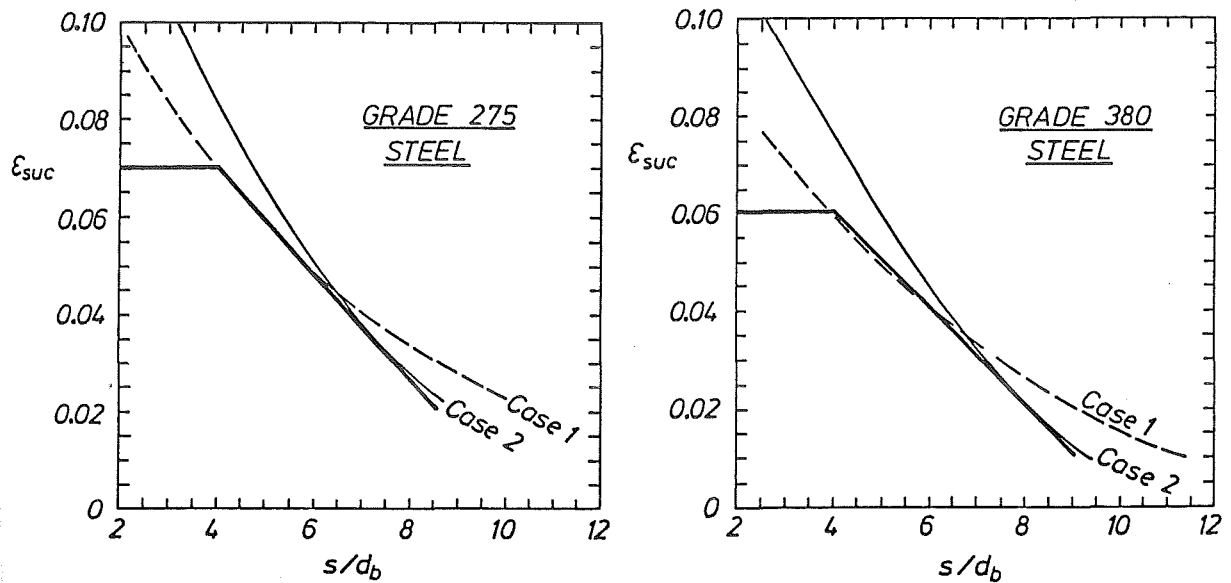 0.10
0.08
0.06
0.04
0.02
0
ε_suc
GRADE 275
STEEL
Case 1
Case 2
2 4 6 8 10 12
s/d_b
0.10
0.08
0.06
0.04
0.02
0
ε_suc
GRADE 380
STEEL
Case 1
Case 2
2 4 6 8 10 12
s/d_b